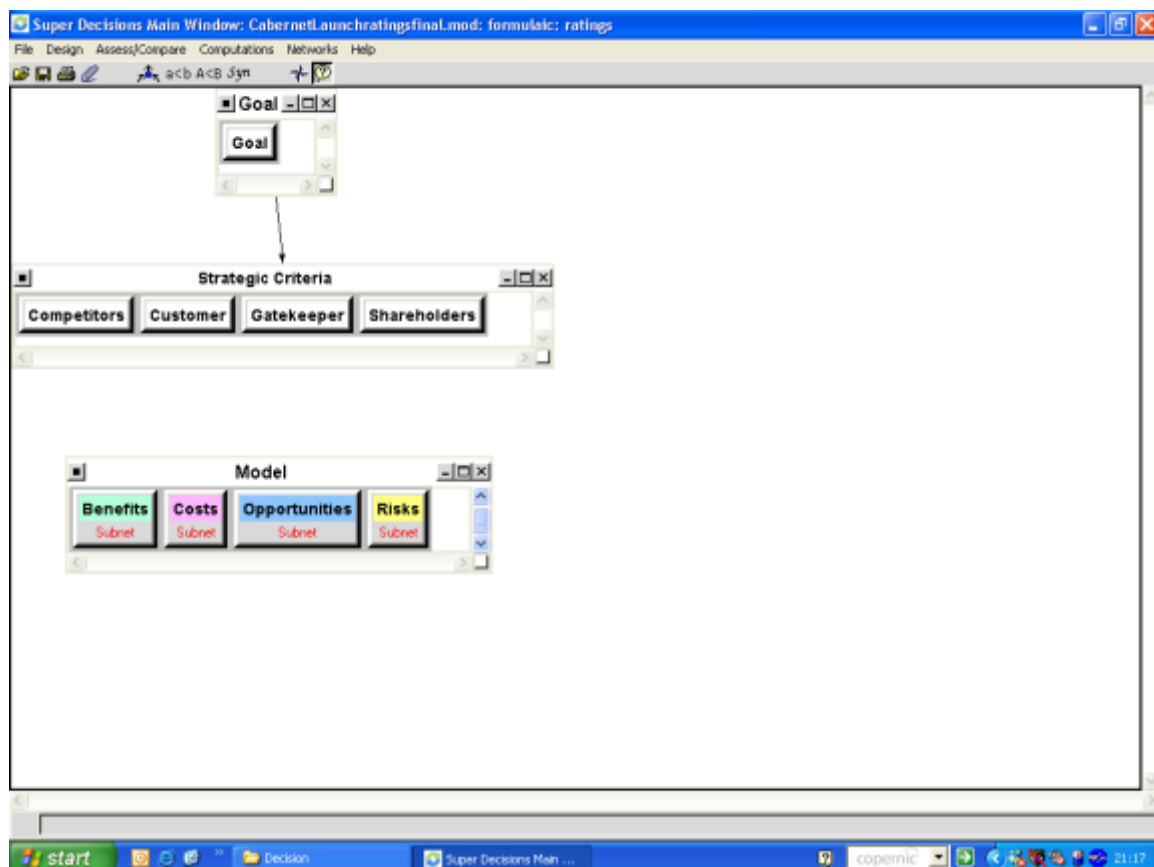 Super Decisions Main Window: CabernetLaunchratingsfinal.mod: formulaic: ratings
File Design Assess/Compare Computations Networks Help
a<b A<B Syn
Goal
Goal
Strategic Criteria
Competitors Customer Gatekeeper Shareholders
Model
Benefits Costs Opportunities Risks
Subnet Subnet Subnet Subnet
start Decision Super Decisions Main ... copernic 21:17